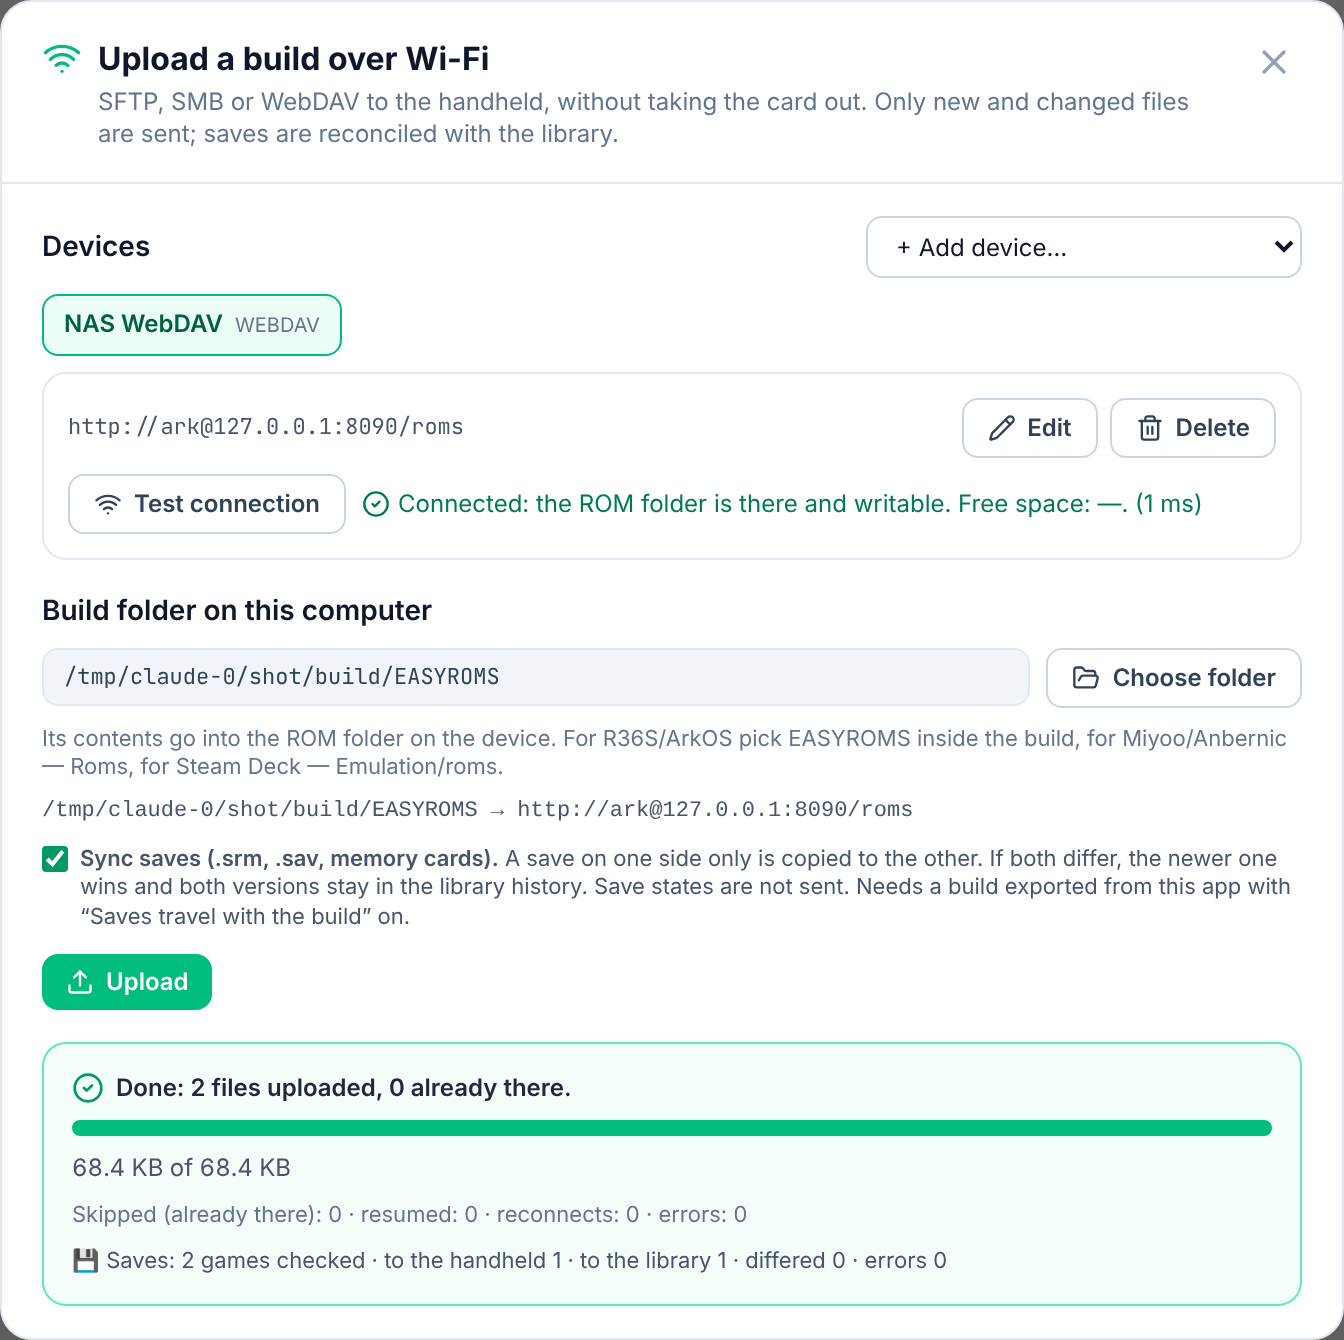 Upload a build over Wi-Fi
SFTP, SMB or WebDAV to the handheld, without taking the card out. Only new and changed files
are sent; saves are reconciled with the library.
Devices
+ Add device...
NAS WebDAV WEBDAV
http://ark@127.0.0.1:8090/roms
Edit
Delete
Test connection
Connected: the ROM folder is there and writable. Free space: —. (1 ms)
Build folder on this computer
/tmp/claude-0/shot/build/EASYROMS
Choose folder
Its contents go into the ROM folder on the device. For R36S/ArkOS pick EASYROMS inside the build, for Miyoo/Anbernic
— Roms, for Steam Deck — Emulation/roms.
/tmp/claude-0/shot/build/EASYROMS → http://ark@127.0.0.1:8090/roms
Sync saves (.srm, .sav, memory cards). A save on one side only is copied to the other. If both differ, the newer one
wins and both versions stay in the library history. Save states are not sent. Needs a build exported from this app with
“Saves travel with the build” on.
Upload
Done: 2 files uploaded, 0 already there.
68.4 KB of 68.4 KB
Skipped (already there): 0 · resumed: 0 · reconnects: 0 · errors: 0
💾 Saves: 2 games checked · to the handheld 1 · to the library 1 · differed 0 · errors 0